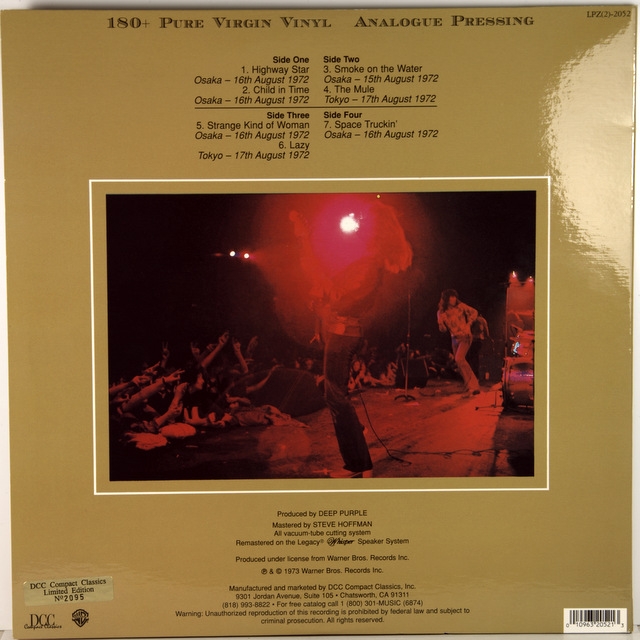 180+ PURE VIRGIN VINYL ANALOGUE PRESSING
LPZ(2)-2052
Side One
1. Highway Star
Osaka – 16th August 1972
2. Child in Time
Osaka – 16th August 1972
Side Two
3. Smoke on the Water
Osaka – 15th August 1972
4. The Mule
Tokyo – 17th August 1972
Side Three
5. Strange Kind of Woman
Osaka – 16th August 1972
6. Lazy
Tokyo – 17th August 1972
Side Four
7. Space Truckin'
Osaka – 16th August 1972
Produced by DEEP PURPLE
Mastered by STEVE HOFFMAN
All vacuum-tube cutting system
Remastered on the Legacy® Whisper Speaker System
Produced under license from Warner Bros. Records Inc.
℗ & © 1973 Warner Bros. Records Inc.
Manufactured and marketed by DCC Compact Classics, Inc.
9301 Jordan Avenue, Suite 105 • Chatsworth, CA 91311
(818) 993-8822 • For free catalog call 1 (800) 301-MUSIC (6874)
Warning: Unauthorized reproduction of this recording is prohibited by federal law and subject to
criminal prosecution. All rights reserved.
DCC Compact Classics
Limited Edition
Nº2095
DCC
Compact Classics
0 10963 20521 3